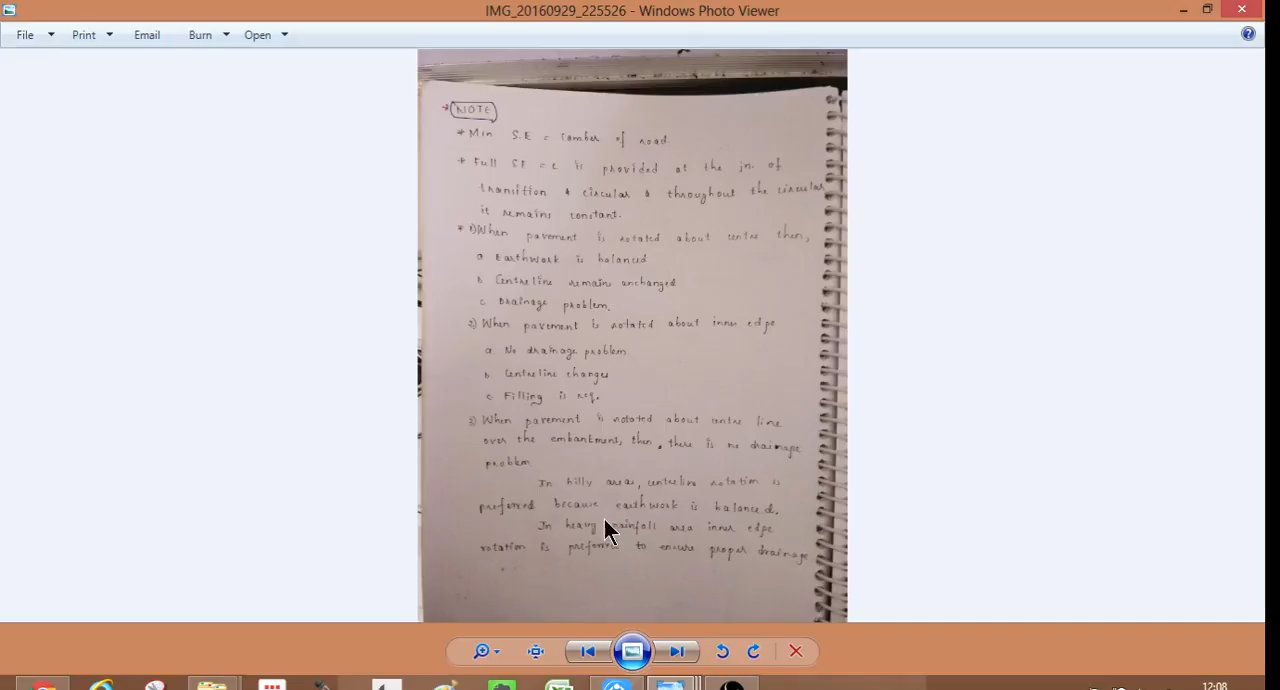 IMG_20160929_225526 - Windows Photo Viewer
File Print Email Burn Open
* NOTE
* Min S.E = Camber of road
* Full SE = e is provided at the jn. of
transition & circular & throughout the circular
it remains constant.
* 1) When pavement is rotated about centre then,
a Earthwork is balanced
b Centreline remains unchanged
c Drainage problem.
2) When pavement is rotated about inner edge
a. No drainage problem
b Centreline changes
c Filling is req.
3) When pavement is rotated about centre line
over the embankment, then, there is no drainage
problem
In hilly areas, centreline rotation is
preferred because earthwork is balanced.
In heavy rainfall area inner edge
rotation is preferred to ensure proper drainage
12:08